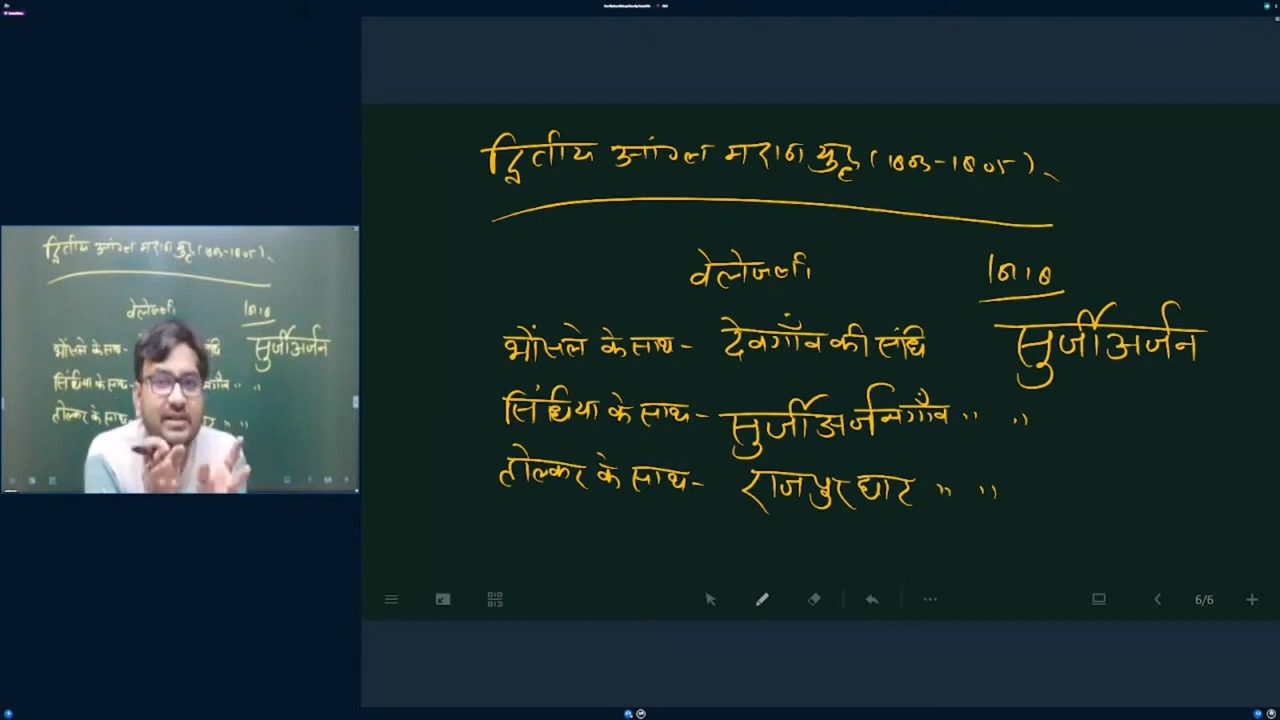 द्वितीय आंग्ल मराठा युद्ध (1803-1805)
वेलेजली
1818
भोंसले के साथ - देवगाँव की संधि
सुर्जीअर्जन
सिंधिया के साथ - सुर्जीअर्जनगाँव " "
होल्कर के साथ - राजपुरघाट " "
6/6